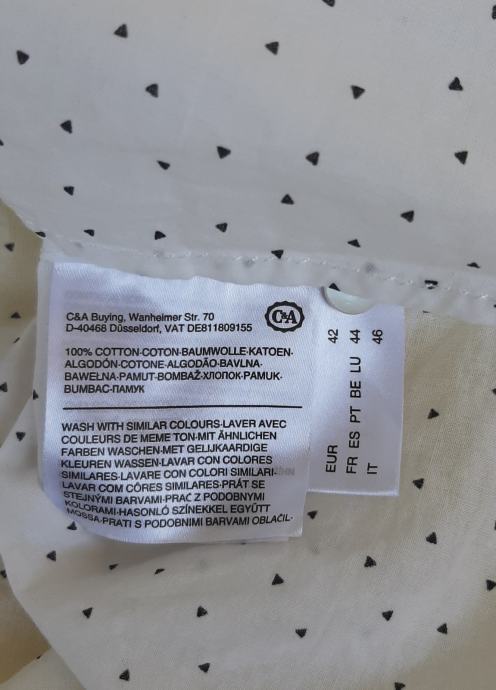 C&A Buying, Wanheimer Str. 70
D-40468 Düsseldorf, VAT DE811809155
C&A
100% COTTON·COTON·BAUMWOLLE·KATOEN·
ALGODÓN·COTONE·ALGODÃO·BAVLNA·
BAWEŁNA·PAMUT·BOMBAŽ·ХЛОПОК·PAMUK·
BUMBAC·ПАМУК
WASH WITH SIMILAR COLOURS·LAVER AVEC
COULEURS DE MEME TON·MIT ÄHNLICHEN
FARBEN WASCHEN·MET GELIJKAARDIGE
KLEUREN WASSEN·LAVAR CON COLORES
SIMILARES·LAVARE CON COLORI SIMILARI·
LAVAR COM CÔRES SIMILARES·PRÁT SE
STEJNÝMI BARVAMI·PRAĆ Z PODOBNYMI
KOLORAMI·HASONLÓ SZÍNEKKEL EGYÜTT
MOSSA·PRATI S PODOBNIMI BARVAMI OBLAČIL·
EUR 42
FR ES PT BE LU 44
IT 46